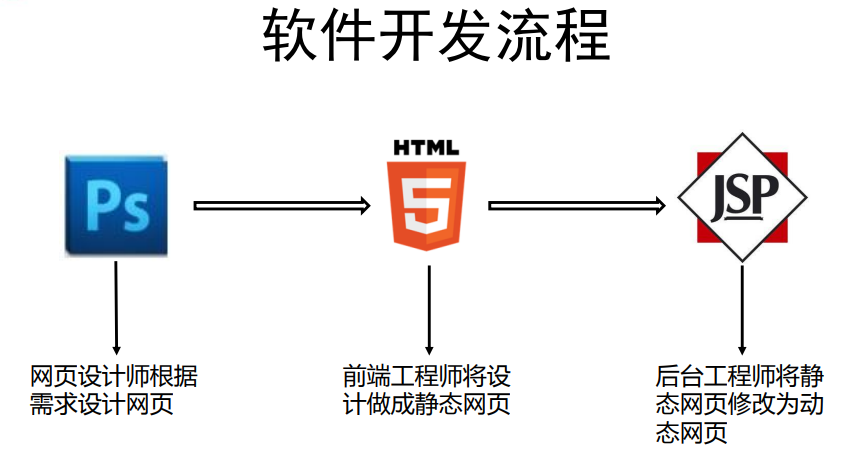 软件开发流程
HTML
Ps
5
JSP
网页设计师根据
需求设计网页
前端工程师将设
计做成静态网页
后台工程师将静
态网页修改为动
态网页